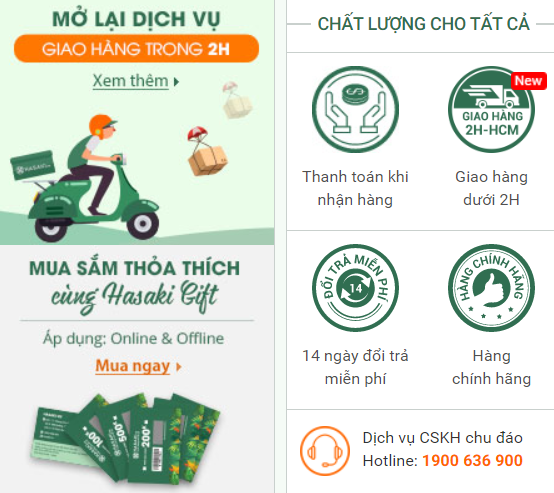 MỞ LẠI DỊCH VỤ
GIAO HÀNG TRONG 2H
Xem thêm
HASAKI
MUA SẮM THỎA THÍCH
cùng Hasaki Gift
Áp dụng: Online & Offline
Mua ngay
100K
500K
200K
CHẤT LƯỢNG CHO TẤT CẢ
Thanh toán khi
nhận hàng
New
GIAO HÀNG
2H-HCM
Giao hàng
dưới 2H
ĐỔI TRẢ MIỄN PHÍ
14
14 ngày đổi trả
miễn phí
HÀNG CHÍNH HÃNG
Hàng
chính hãng
Dịch vụ CSKH chu đáo
Hotline: 1900 636 900